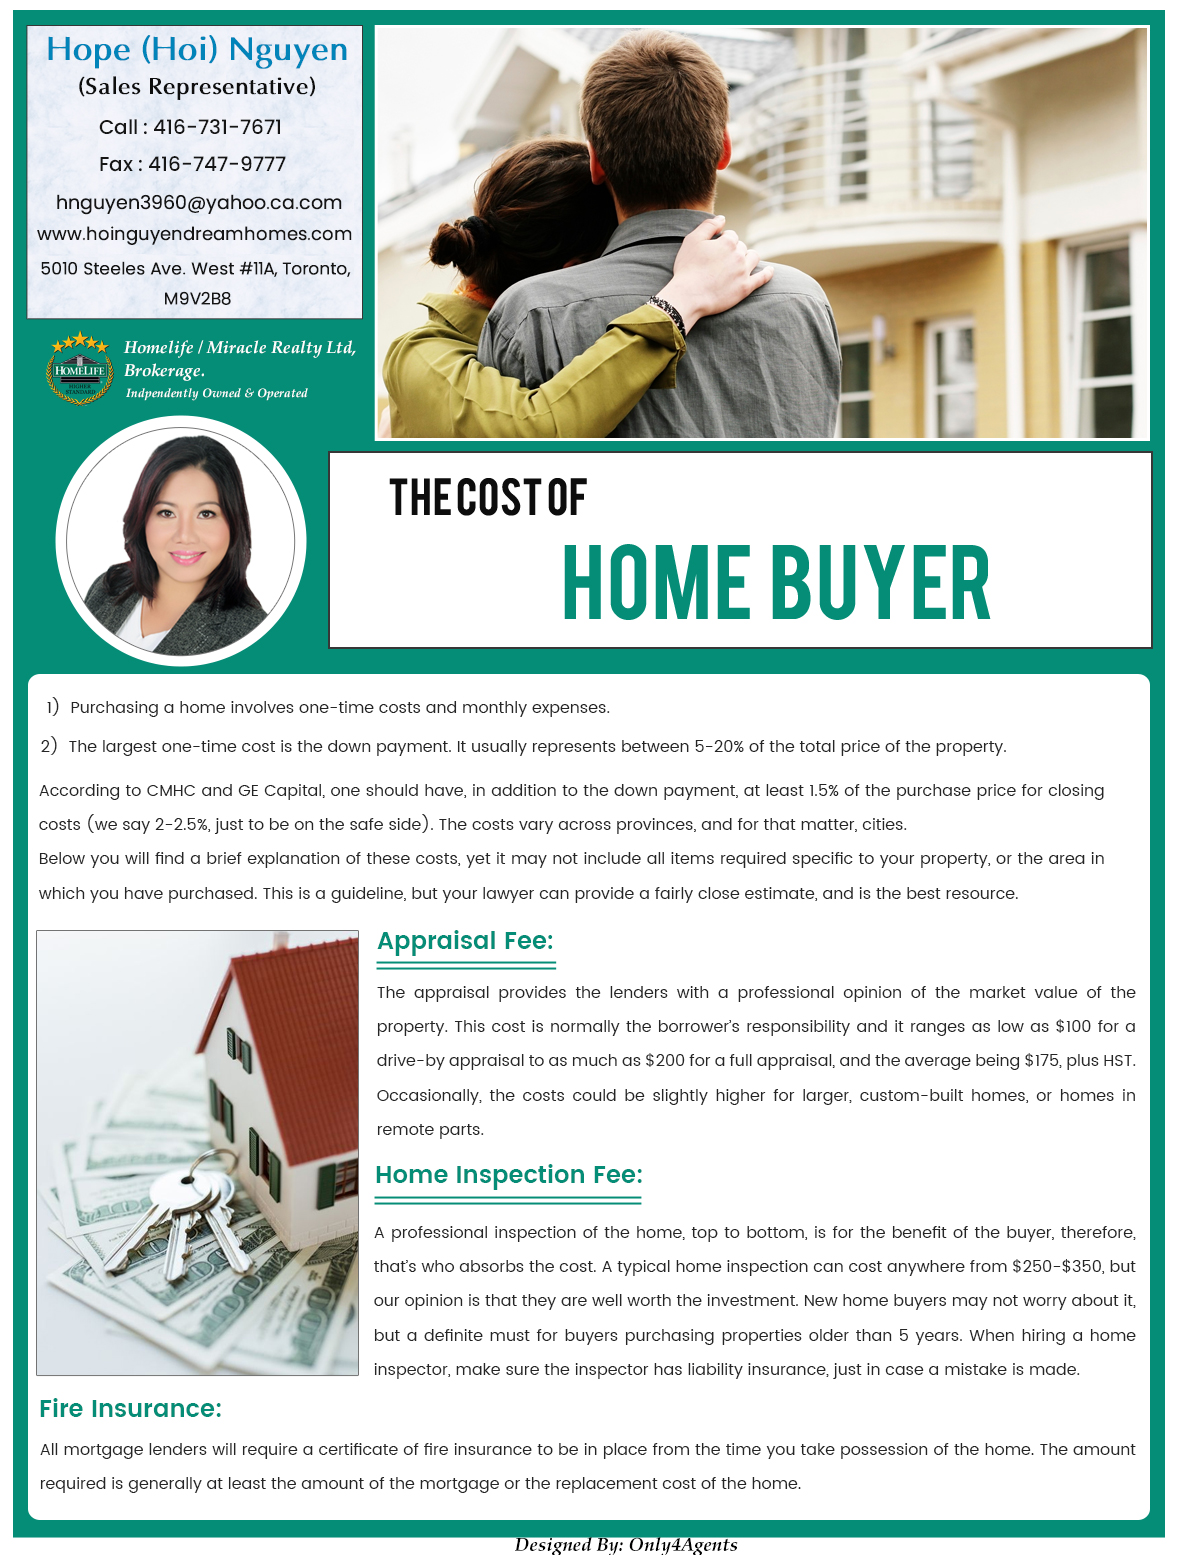 Hope (Hoi) Nguyen
(Sales Representative)
Call : 416-731-7671
Fax : 416-747-9777
hnguyen3960@yahoo.ca.com
www.hoinguyendreamhomes.com
5010 Steeles Ave. West #11A, Toronto,
M9V2B8
HOMELIFE
HIGHER
STANDARDS
Homelife / Miracle Realty Ltd,
Brokerage.
Indpendently Owned & Operated
THE COST OF
HOME BUYER
1) Purchasing a home involves one-time costs and monthly expenses.
2) The largest one-time cost is the down payment. It usually represents between 5-20% of the total price of the property.
According to CMHC and GE Capital, one should have, in addition to the down payment, at least 1.5% of the purchase price for closing
costs (we say 2-2.5%, just to be on the safe side). The costs vary across provinces, and for that matter, cities.
Below you will find a brief explanation of these costs, yet it may not include all items required specific to your property, or the area in
which you have purchased. This is a guideline, but your lawyer can provide a fairly close estimate, and is the best resource.
Appraisal Fee:
The appraisal provides the lenders with a professional opinion of the market value of the
property. This cost is normally the borrower's responsibility and it ranges as low as $100 for a
drive-by appraisal to as much as $200 for a full appraisal, and the average being $175, plus HST.
Occasionally, the costs could be slightly higher for larger, custom-built homes, or homes in
remote parts.
Home Inspection Fee:
A professional inspection of the home, top to bottom, is for the benefit of the buyer, therefore,
that's who absorbs the cost. A typical home inspection can cost anywhere from $250-$350, but
our opinion is that they are well worth the investment. New home buyers may not worry about it,
but a definite must for buyers purchasing properties older than 5 years. When hiring a home
inspector, make sure the inspector has liability insurance, just in case a mistake is made.
Fire Insurance:
All mortgage lenders will require a certificate of fire insurance to be in place from the time you take possession of the home. The amount
required is generally at least the amount of the mortgage or the replacement cost of the home.
Designed By: Only4Agents